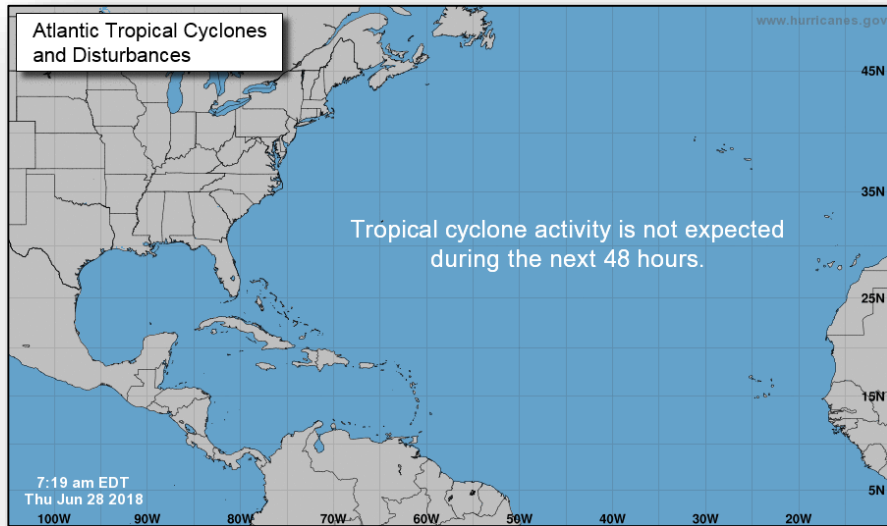 Atlantic Tropical Cyclones
and Disturbances
www.hurricanes.gov
45N
35N
Tropical cyclone activity is not expected
during the next 48 hours.
25N
15N
7:19 am EDT
Thu Jun 28 2018
5N
100W 90W 80W 70W 60W 50W 40W 30W 20W